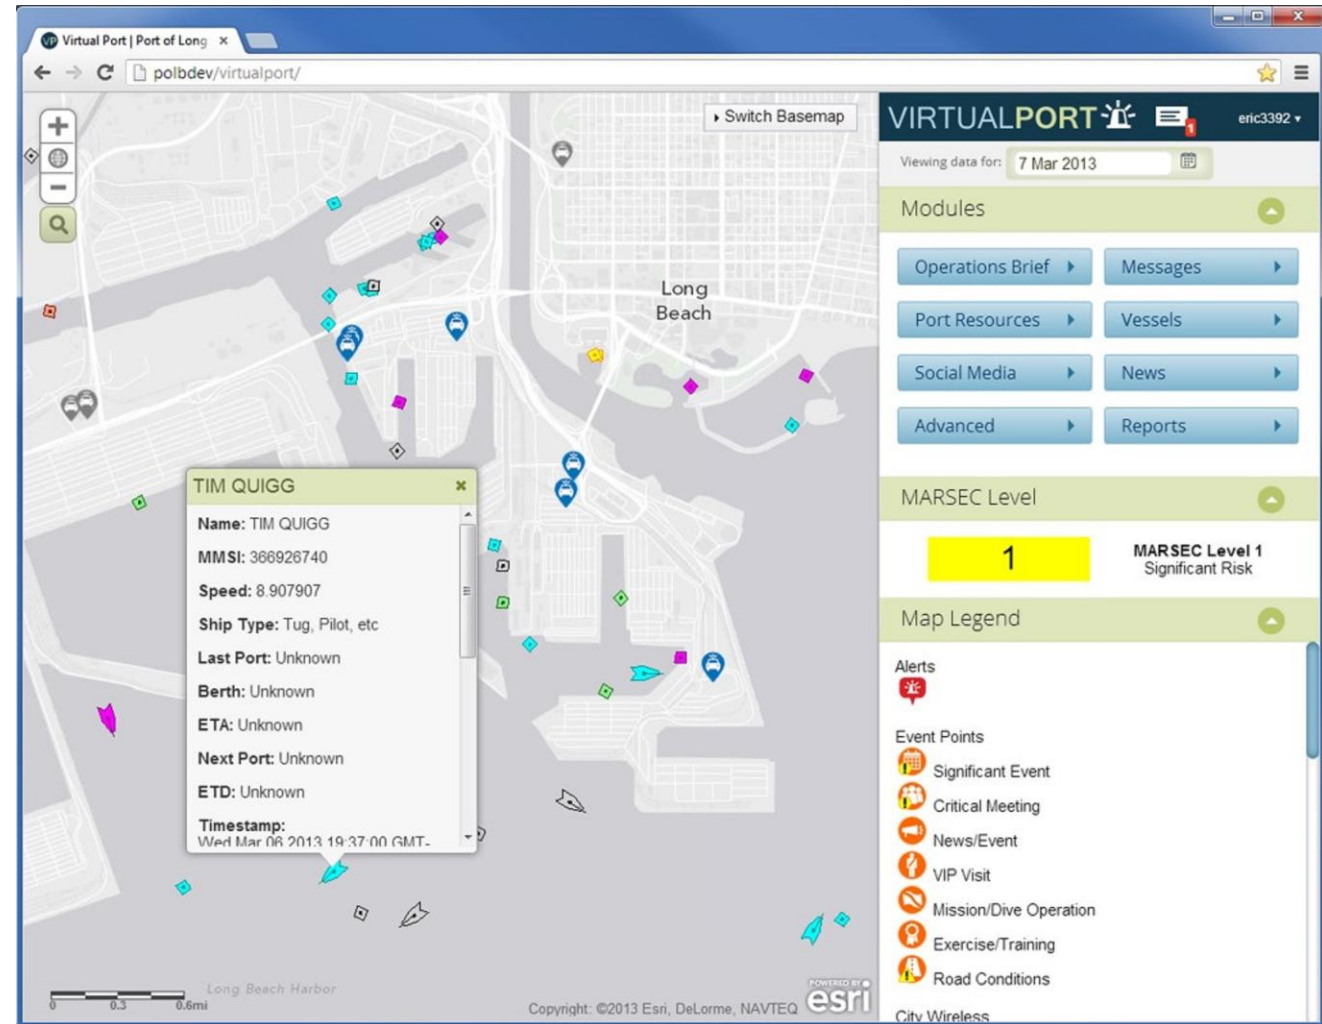 VP Virtual Port | Port of Long ×
polbdev/virtualport/
Switch Basemap
VIRTUALPORT
1
eric3392
Viewing data for: 7 Mar 2013
Modules
Operations Brief
Messages
Port Resources
Vessels
Social Media
News
Advanced
Reports
MARSEC Level
1
MARSEC Level 1
Significant Risk
Map Legend
Alerts
Event Points
Significant Event
Critical Meeting
News/Event
VIP Visit
Mission/Dive Operation
Exercise/Training
Road Conditions
City Wireless
Long
Beach
TIM QUIGG
Name: TIM QUIGG
MMSI: 366926740
Speed: 8.907907
Ship Type: Tug, Pilot, etc
Last Port: Unknown
Berth: Unknown
ETA: Unknown
Next Port: Unknown
ETD: Unknown
Timestamp:
Wed Mar 06 2013 19:37:00 GMT-
Long Beach Harbor
0 0.3 0.6mi
Copyright: ©2013 Esri, DeLorme, NAVTEQ
POWERED BY
esri